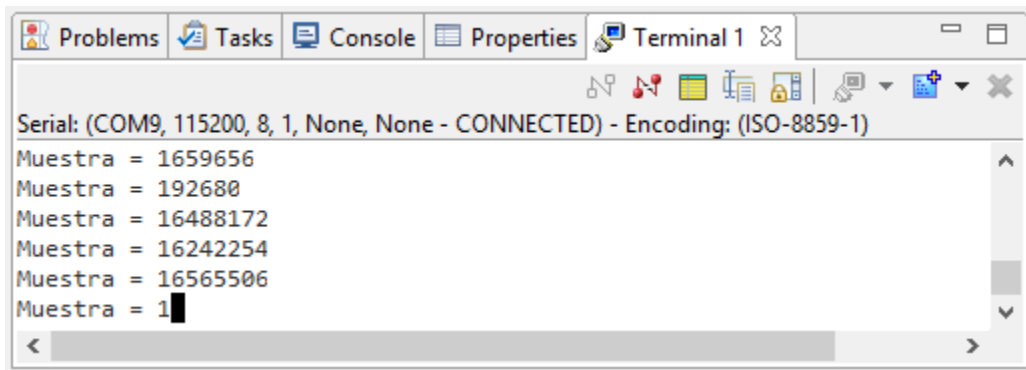 Problems Tasks Console Properties Terminal 1
Serial: (COM9, 115200, 8, 1, None, None - CONNECTED) - Encoding: (ISO-8859-1)
Muestra = 1659656
Muestra = 192680
Muestra = 16488172
Muestra = 16242254
Muestra = 16565506
Muestra = 1